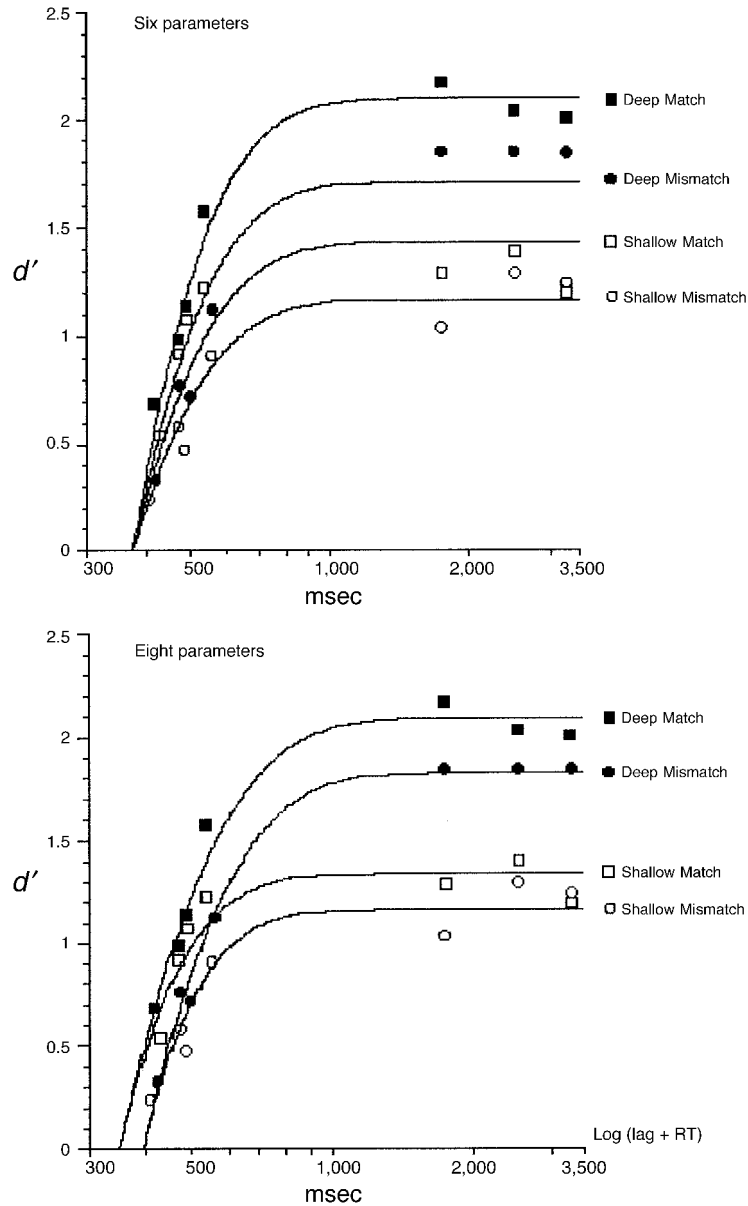 2.5
Six parameters
2
Deep Match
Deep Mismatch
1.5
Shallow Match
d′
Shallow Mismatch
1
0.5
0
300 500 1,000 2,000 3,500
msec
2.5
Eight parameters
Deep Match
2
Deep Mismatch
1.5
Shallow Match
d′
Shallow Mismatch
1
0.5
Log (lag + RT)
0
300 500 1,000 2,000 3,500
msec